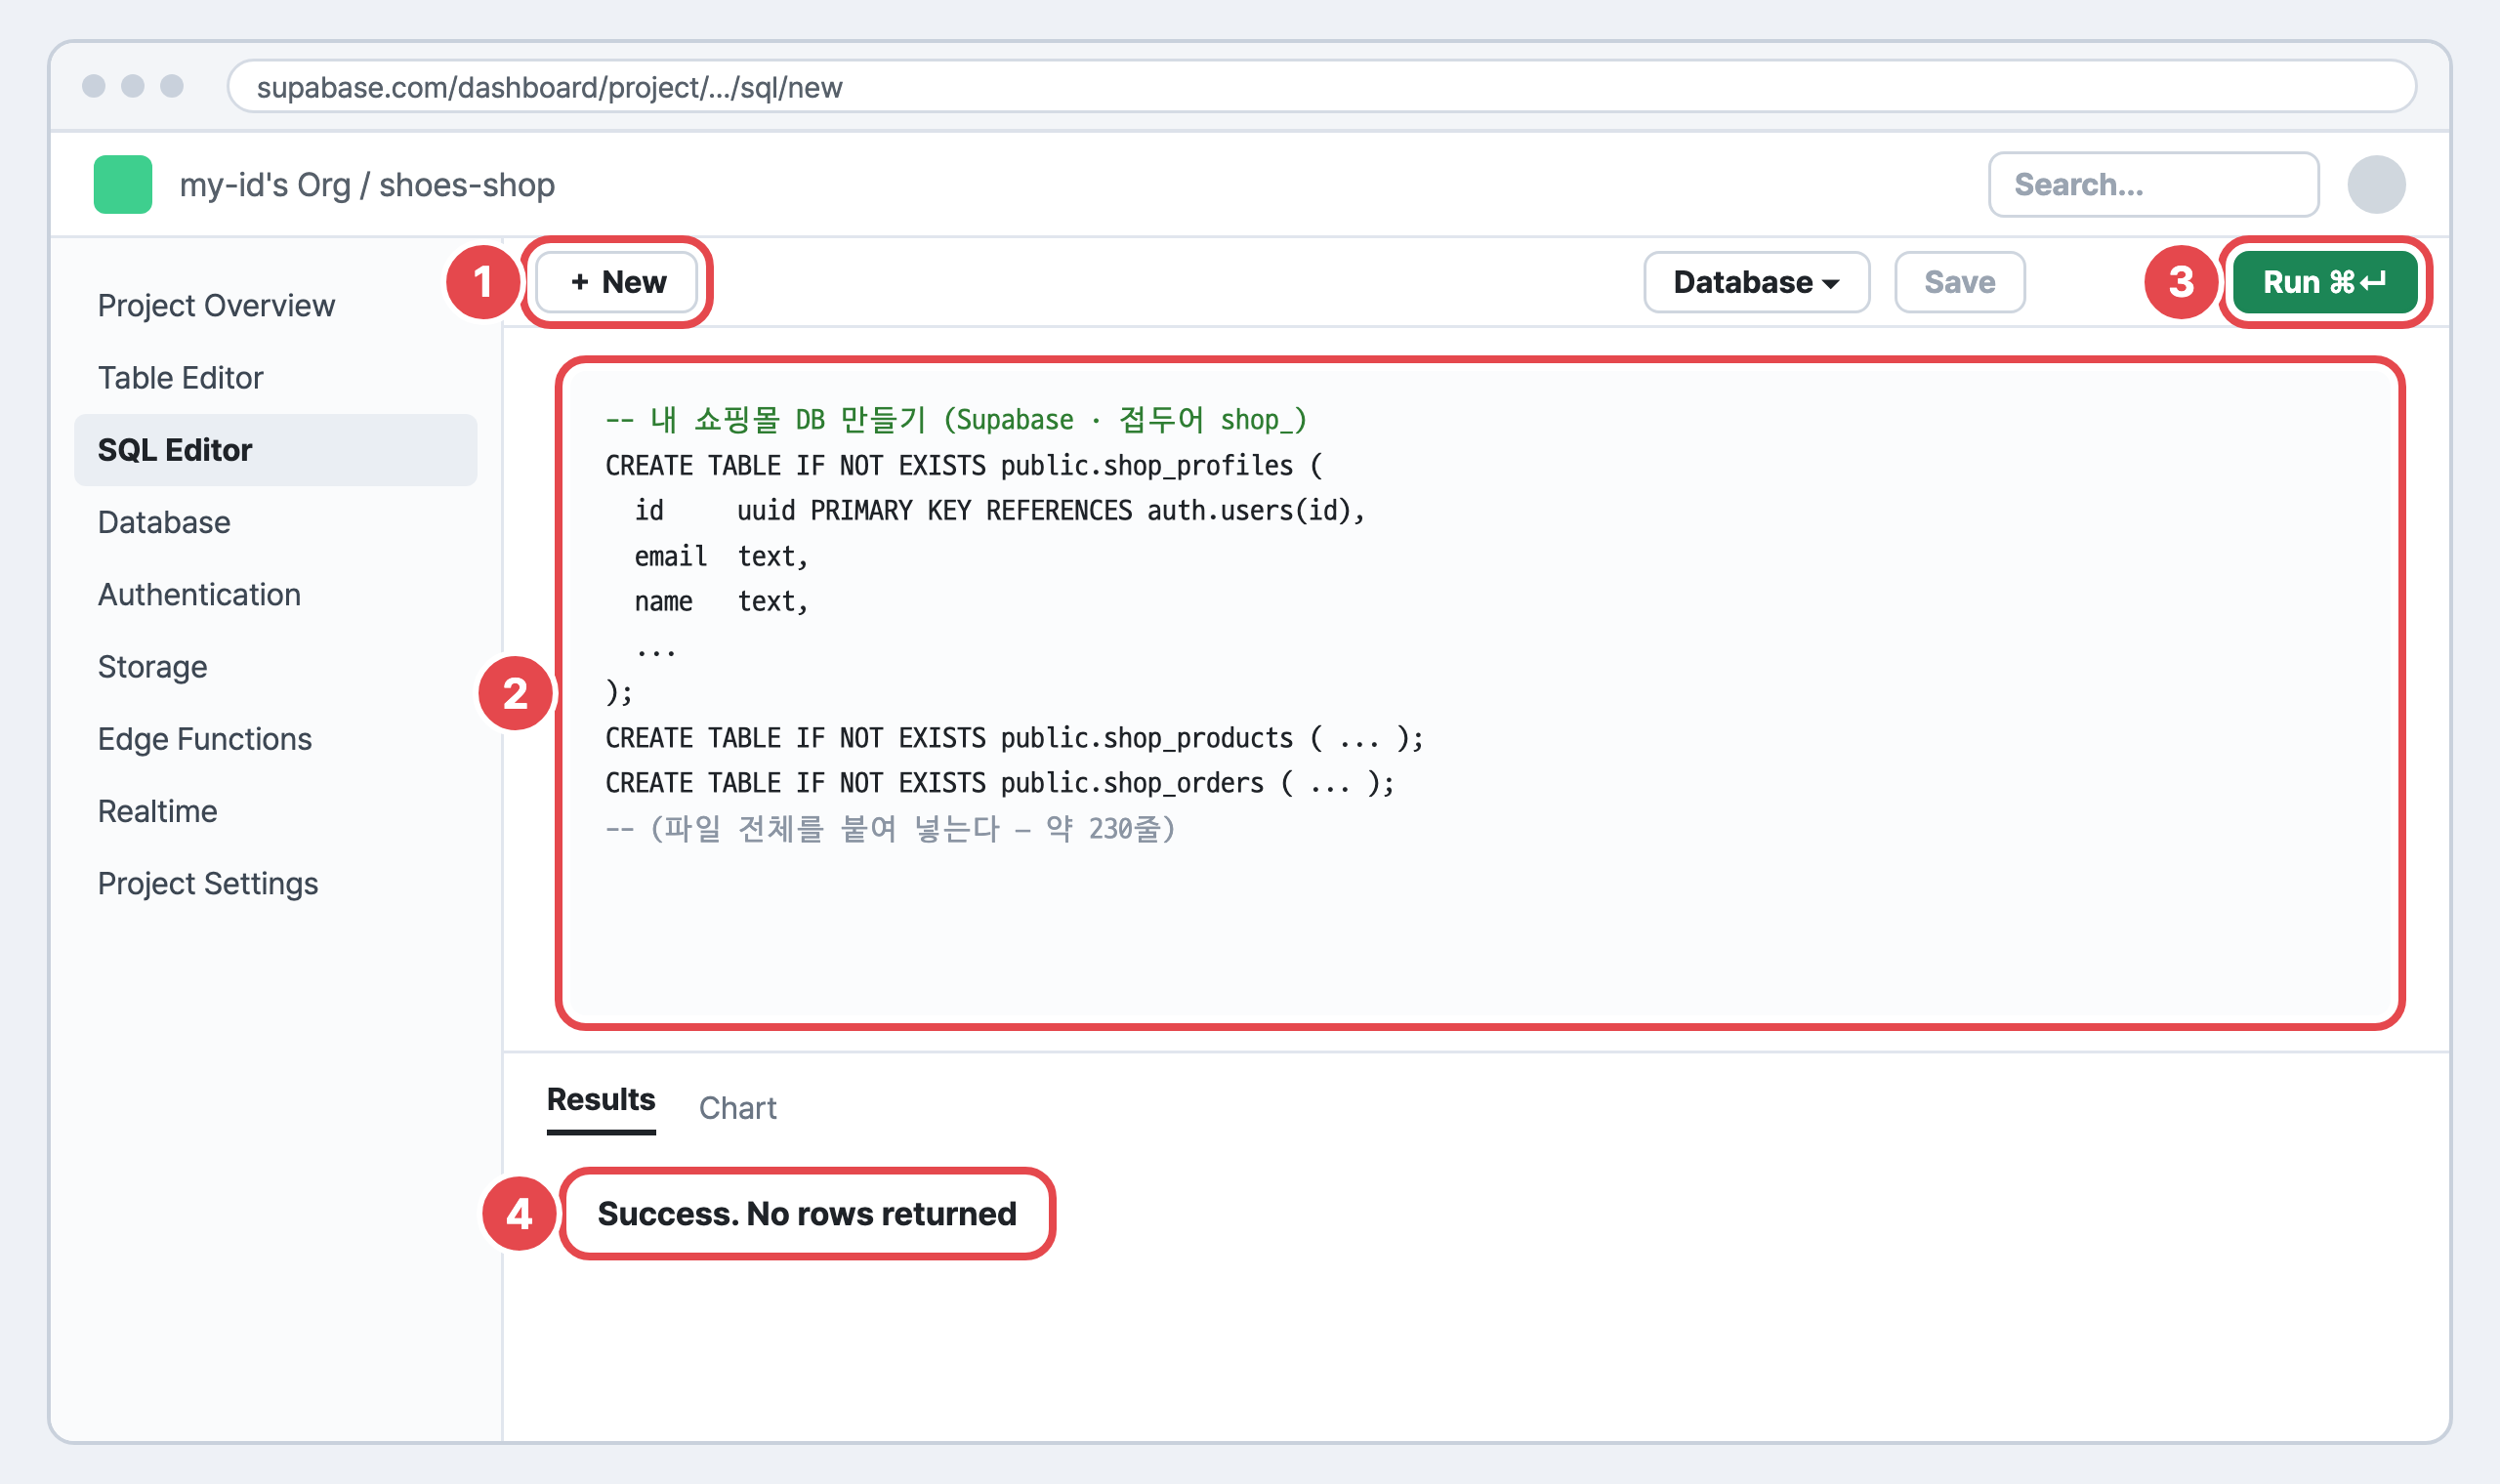 supabase.com/dashboard/project/.../sql/new
my-id's Org / shoes-shop
Search...
Project Overview
Table Editor
SQL Editor
Database
Authentication
Storage
Edge Functions
Realtime
Project Settings
1
+ New
Database
Save
3
Run ⌘↵
2
-- 내 쇼핑몰 DB 만들기 (Supabase · 접두어 shop_)
CREATE TABLE IF NOT EXISTS public.shop_profiles (
  id     uuid PRIMARY KEY REFERENCES auth.users(id),
  email  text,
  name   text,
  ...
);
CREATE TABLE IF NOT EXISTS public.shop_products ( ... );
CREATE TABLE IF NOT EXISTS public.shop_orders ( ... );
-- (파일 전체를 붙여 넣는다 — 약 230줄)
Results
Chart
4
Success. No rows returned